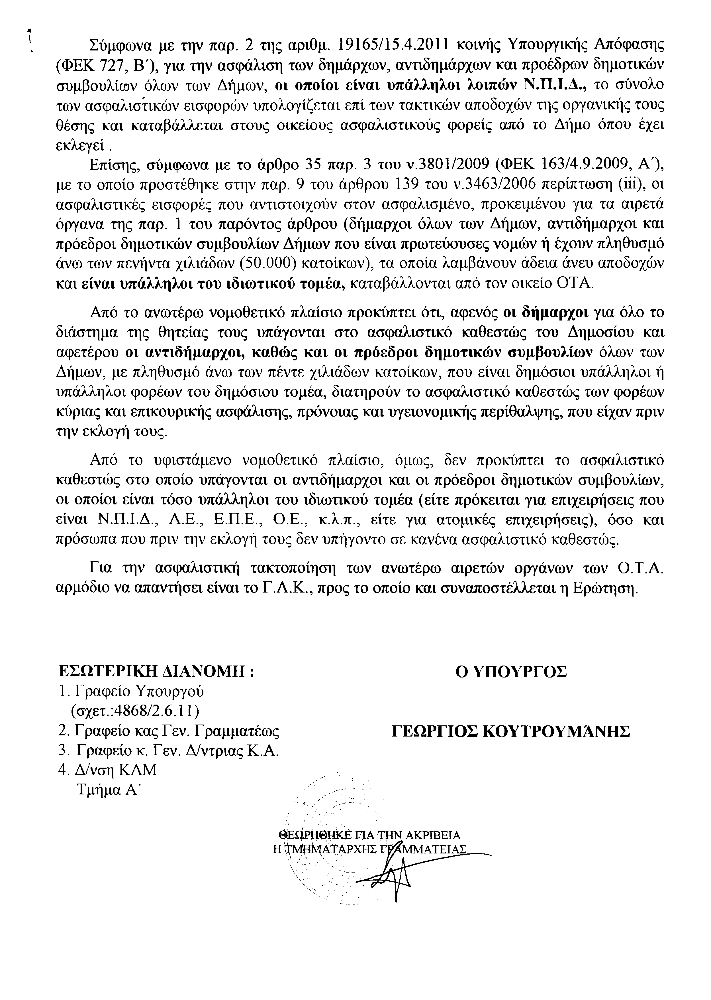 Σύμφωνα με την παρ. 2 της αριθμ. 19165/15.4.2011 κοινής Υπουργικής Απόφασης
(ΦΕΚ 727, Β΄), για την ασφάλιση των δημάρχων, αντιδημάρχων και προέδρων δημοτικών
συμβουλίων όλων των Δήμων, οι οποίοι είναι υπάλληλοι λοιπών Ν.Π.Ι.Δ., το σύνολο
των ασφαλιστικών εισφορών υπολογίζεται επί των τακτικών αποδοχών της οργανικής τους
θέσης και καταβάλλεται στους οικείους ασφαλιστικούς φορείς από το Δήμο όπου έχει
εκλεγεί .
Επίσης, σύμφωνα με το άρθρο 35 παρ. 3 του ν.3801/2009 (ΦΕΚ 163/4.9.2009, Α΄),
με το οποίο προστέθηκε στην παρ. 9 του άρθρου 139 του ν.3463/2006 περίπτωση (iii), οι
ασφαλιστικές εισφορές που αντιστοιχούν στον ασφαλισμένο, προκειμένου για τα αιρετά
όργανα της παρ. 1 του παρόντος άρθρου (δήμαρχοι όλων των Δήμων, αντιδήμαρχοι και
πρόεδροι δημοτικών συμβουλίων Δήμων που είναι πρωτεύουσες νομών ή έχουν πληθυσμό
άνω των πενήντα χιλιάδων (50.000) κατοίκων), τα οποία λαμβάνουν άδεια άνευ αποδοχών
και είναι υπάλληλοι του ιδιωτικού τομέα, καταβάλλονται από τον οικείο ΟΤΑ.
Από το ανωτέρω νομοθετικό πλαίσιο προκύπτει ότι, αφενός οι δήμαρχοι για όλο το
διάστημα της θητείας τους υπάγονται στο ασφαλιστικό καθεστώς του Δημοσίου και
αφετέρου οι αντιδήμαρχοι, καθώς και οι πρόεδροι δημοτικών συμβουλίων όλων των
Δήμων, με πληθυσμό άνω των πέντε χιλιάδων κατοίκων, που είναι δημόσιοι υπάλληλοι ή
υπάλληλοι φορέων του δημόσιου τομέα, διατηρούν το ασφαλιστικό καθεστώς των φορέων
κύριας και επικουρικής ασφάλισης, πρόνοιας και υγειονομικής περίθαλψης, που είχαν πριν
την εκλογή τους.
Από το υφιστάμενο νομοθετικό πλαίσιο, όμως, δεν προκύπτει το ασφαλιστικό
καθεστώς στο οποίο υπάγονται οι αντιδήμαρχοι και οι πρόεδροι δημοτικών συμβουλίων,
οι οποίοι είναι τόσο υπάλληλοι του ιδιωτικού τομέα (είτε πρόκειται για επιχειρήσεις που
είναι Ν.Π.Ι.Δ., Α.Ε., Ε.Π.Ε., Ο.Ε., κ.λ.π., είτε για ατομικές επιχειρήσεις), όσο και
πρόσωπα που πριν την εκλογή τους δεν υπήγοντο σε κανένα ασφαλιστικό καθεστώς.
Για την ασφαλιστική τακτοποίηση των ανωτέρω αιρετών οργάνων των Ο.Τ.Α.
αρμόδιο να απαντήσει είναι το Γ.Λ.Κ., προς το οποίο και συναποστέλλεται η Ερώτηση.
ΕΣΩΤΕΡΙΚΗ ΔΙΑΝΟΜΗ :
1. Γραφείο Υπουργού
(σχετ.:4868/2.6.11)
2. Γραφείο κας Γεν. Γραμματέως
3. Γραφείο κ. Γεν. Δ/ντριας Κ.Α.
4. Δ/νση ΚΑΜ
Τμήμα Α΄
Ο ΥΠΟΥΡΓΟΣ
ΓΕΩΡΓΙΟΣ ΚΟΥΤΡΟΥΜΆΝΗΣ
ΘΕΩΡΗΘΗΚΕ ΓΙΑ ΤΗΝ ΑΚΡΙΒΕΙΑ
Η ΤΜΗΜΑΤΑΡΧΗΣ ΓΡΑΜΜΑΤΕΙΑΣ